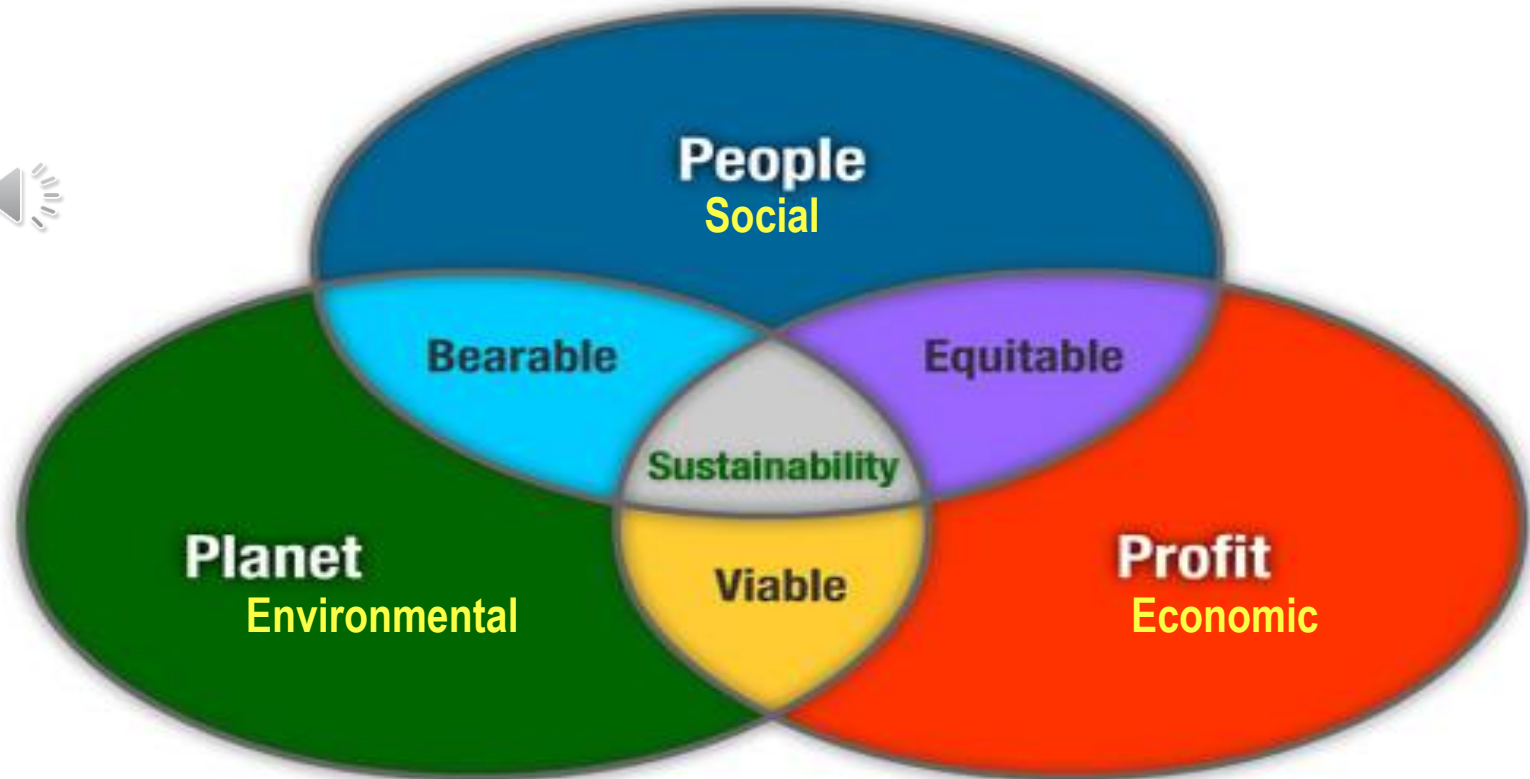 People
Social
Bearable
Equitable
Sustainability
Planet
Environmental
Viable
Profit
Economic